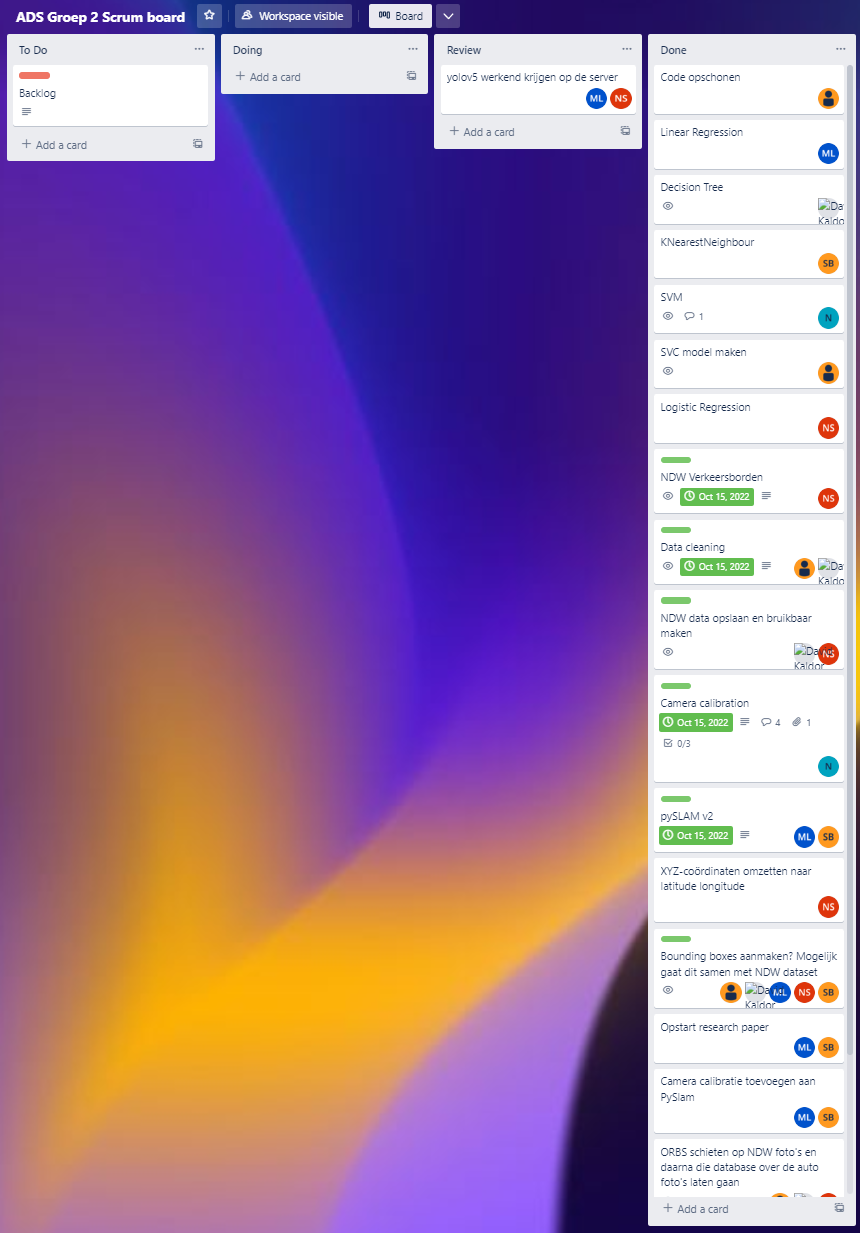 ADS Groep 2 Scrum board
Workspace visible
Board
To Do
Backlog
Add a card
Doing
Add a card
Review
yolov5 werkend krijgen op de server
ML NS
Add a card
Done
Code opschonen
Linear Regression
ML
Decision Tree
Da
Kaldor
KNearestNeighbour
SB
SVM
1
N
SVC model maken
Logistic Regression
NS
NDW Verkeersborden
Oct 15, 2022
NS
Data cleaning
Oct 15, 2022
Da
Kaldor
NDW data opslaan en bruikbaar
maken
NS
Kaldor
Camera calibration
Oct 15, 2022 4 1
0/3
N
pySLAM v2
Oct 15, 2022
ML SB
XYZ-coördinaten omzetten naar
latitude longitude
NS
Bounding boxes aanmaken? Mogelijk
gaat dit samen met NDW dataset
Da ML NS SB
Kaldor
Opstart research paper
ML SB
Camera calibratie toevoegen aan
PySlam
ML SB
ORBS schieten op NDW foto's en
daarna die database over de auto
foto's laten gaan
Add a card